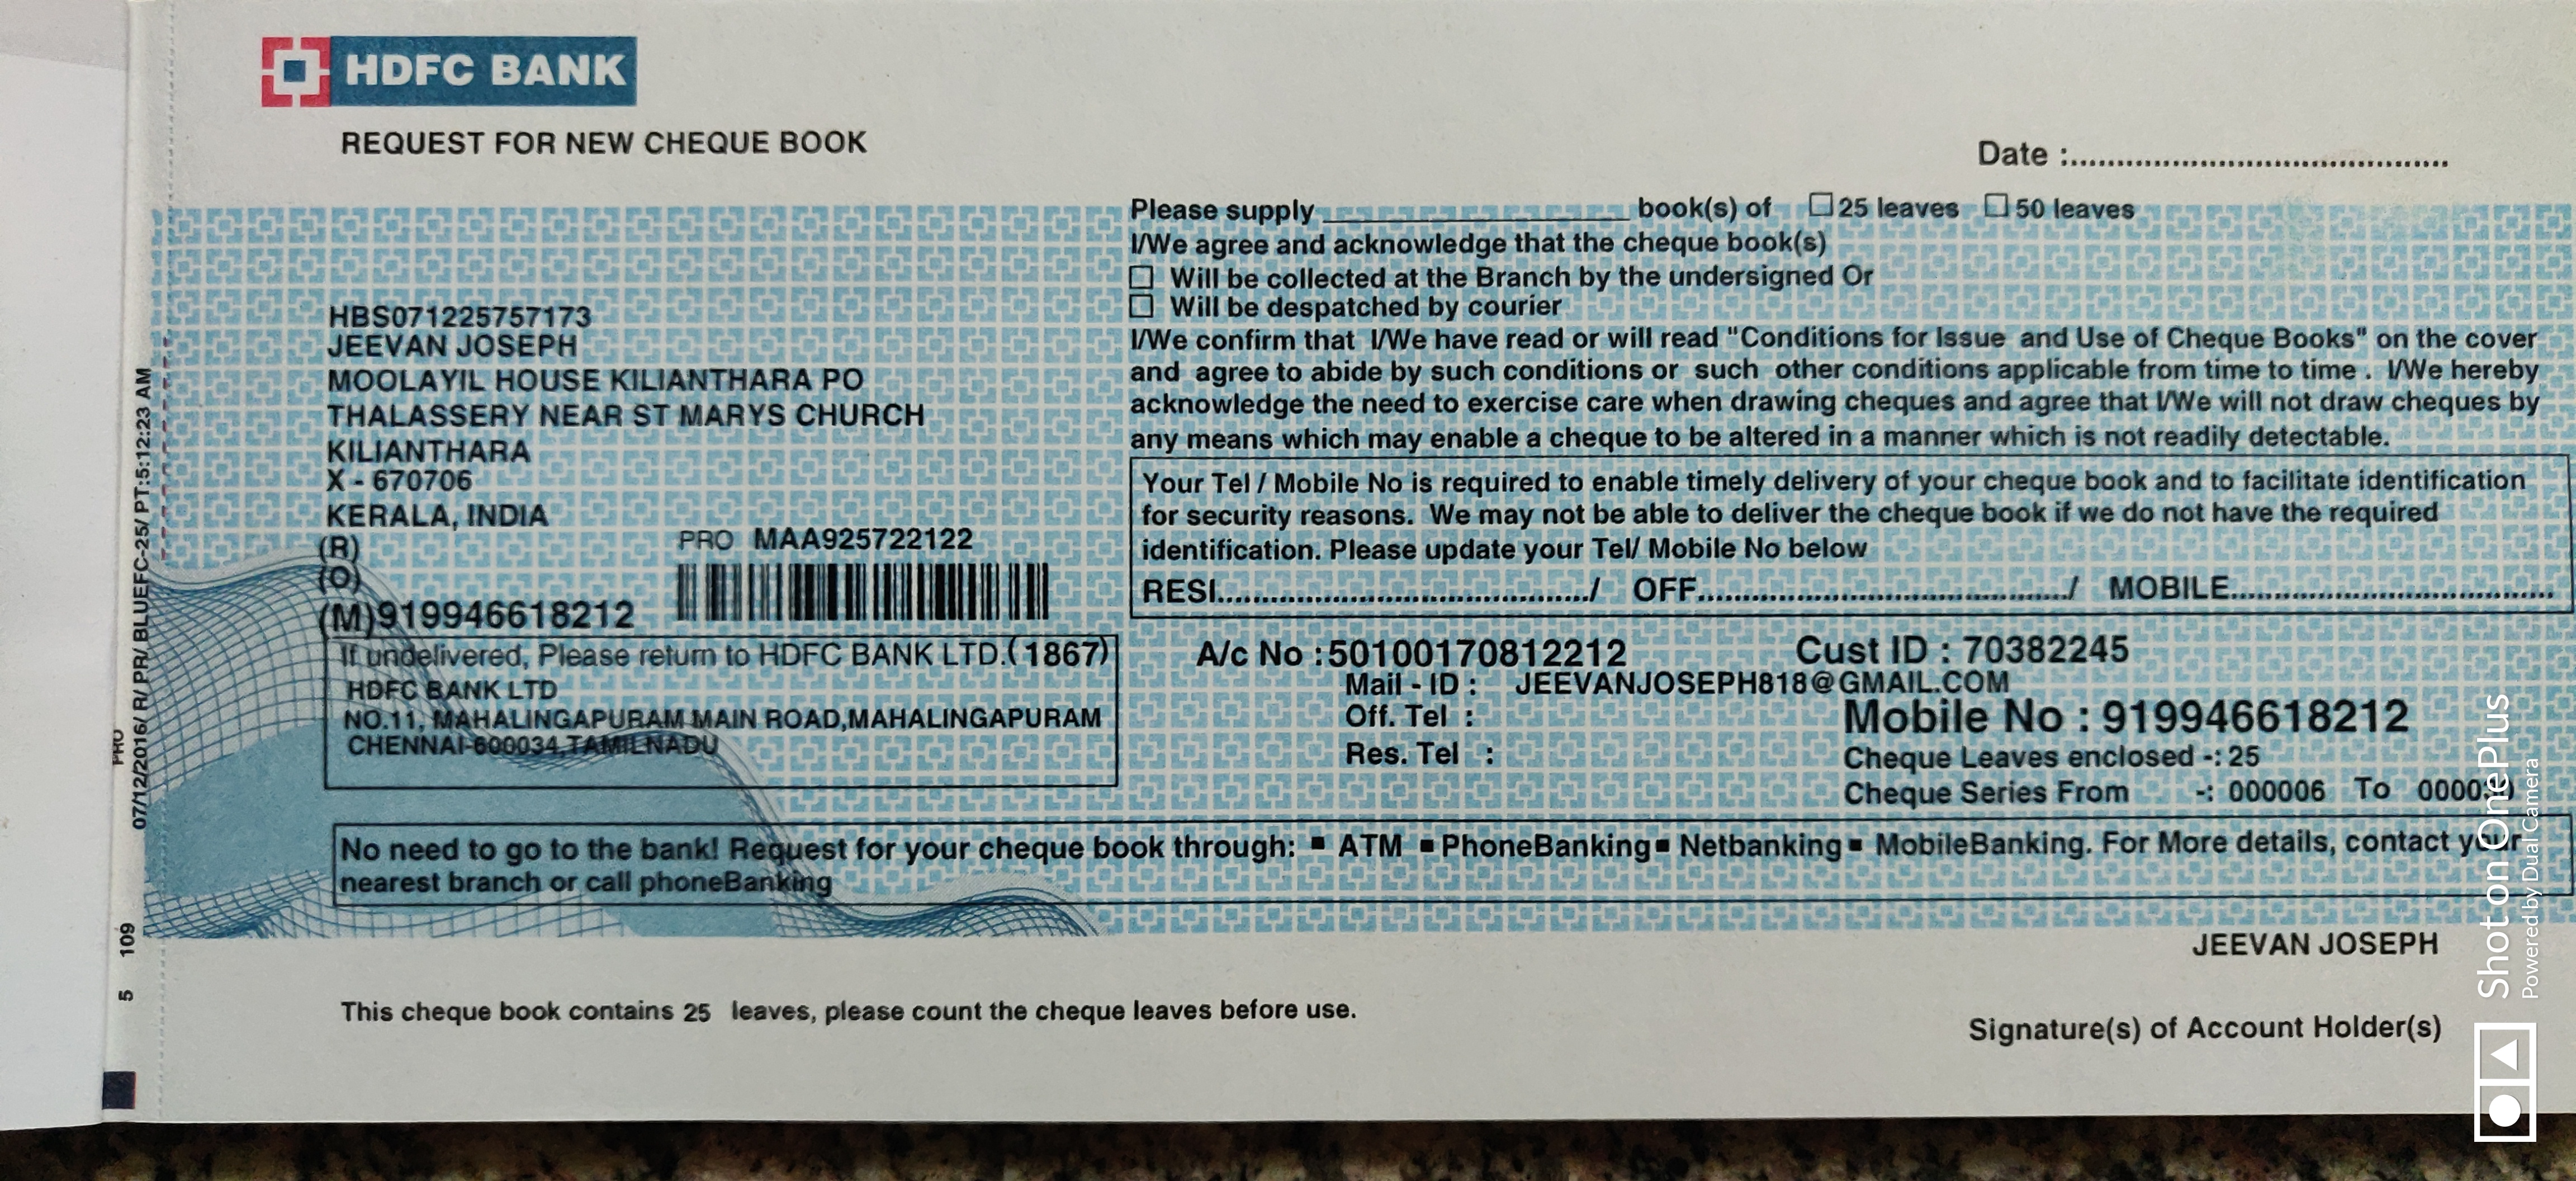 HDFC BANK
REQUEST FOR NEW CHEQUE BOOK
Date :
Please supply book(s) of 25 leaves 50 leaves
I/We agree and acknowledge that the cheque book(s)
Will be collected at the Branch by the undersigned Or
Will be despatched by courier
I/We confirm that I/We have read or will read "Conditions for Issue and Use of Cheque Books" on the cover
and agree to abide by such conditions or such other conditions applicable from time to time . I/We hereby
acknowledge the need to exercise care when drawing cheques and agree that I/We will not draw cheques by
any means which may enable a cheque to be altered in a manner which is not readily detectable.
HBS0712257573
JEEVAN JOSEPH
MOOLAYIL HOUSE KILIANTHARA PO
THALASSERY NEAR ST MARYS CHURCH
KILIANTHARA
X - 670706
KERALA, INDIA
(R)
(O)
(M)919946618212
PRO MAA925722122
Your Tel / Mobile No is required to enable timely delivery of your cheque book and to facilitate identification
for security reasons. We may not be able to deliver the cheque book if we do not have the required
identification. Please update your Tel/ Mobile No below
RESI............/ OFF............/ MOBILE............
If undelivered, Please return to HDFC BANK LTD.(1867)
HDFC BANK LTD
NO.11, MAHALINGAPURAM MAIN ROAD,MAHALINGAPURAM
CHENNAI-600034,TAMILNADU
A/c No :50100170812212 Cust ID : 70382245
Mail - ID : JEEVANJOSEPH818@GMAIL.COM
Off. Tel : Mobile No : 919946618212
Res. Tel : Cheque Leaves enclosed -: 25
Cheque Series From -: 000006 To
No need to go to the bank! Request for your cheque book through: ■ ATM ■ PhoneBanking ■ Netbanking ■ MobileBanking. For More details, contact your
nearest branch or call phoneBanking
JEEVAN JOSEPH
This cheque book contains 25 leaves, please count the cheque leaves before use.
Signature(s) of Account Holder(s)
PRO
07/12/2016/ R/ PR/ BLUEFC-25/ PT:5:12:23 AM
109
5
Shot on OnePlus
Powered by Dual Camera